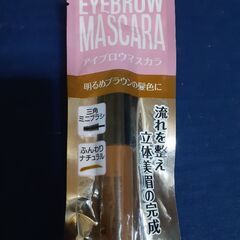 EYEBROW
MASCARA
アイブロウマスカラ
明るめブラウンの髪色に
三角
ミニブラシ
ふんわり
ナチュラル
流れを整え
立体美眉の完成